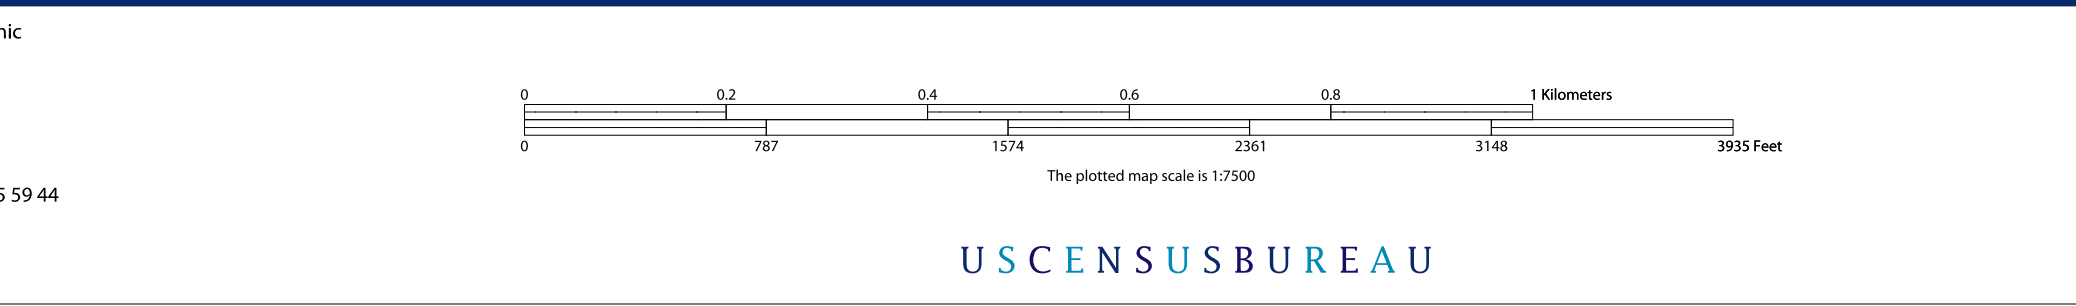 nic
0 0.2 0.4 0.6 0.8 1 Kilometers
0 787 1574 2361 3148 3935 Feet
The plotted map scale is 1:7500
5 59 44
USCENSUSBUREAU